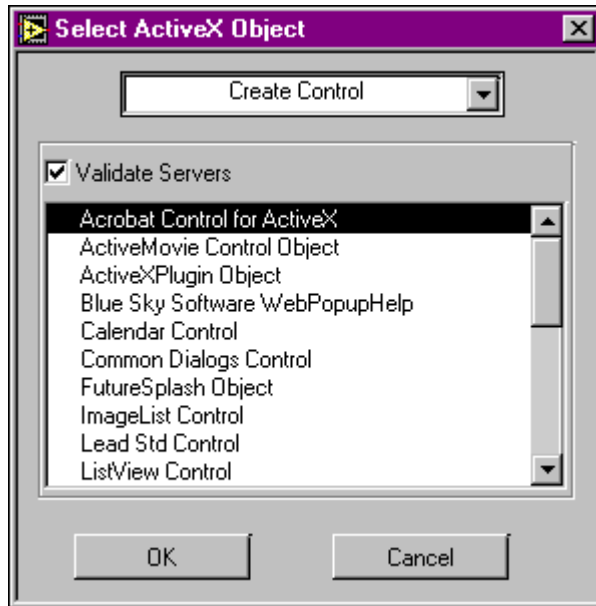 Select ActiveX Object
Create Control
Validate Servers
Acrobat Control for ActiveX
ActiveMovie Control Object
ActiveXPlugin Object
Blue Sky Software WebPopupHelp
Calendar Control
Common Dialogs Control
FutureSplash Object
ImageList Control
Lead Std Control
ListView Control
OK
Cancel